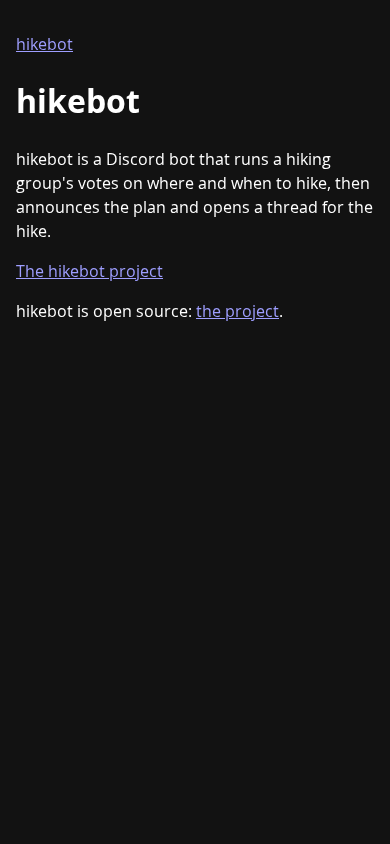 hikebot
hikebot
hikebot is a Discord bot that runs a hiking
group's votes on where and when to hike, then
announces the plan and opens a thread for the
hike.
The hikebot project
hikebot is open source: the project.